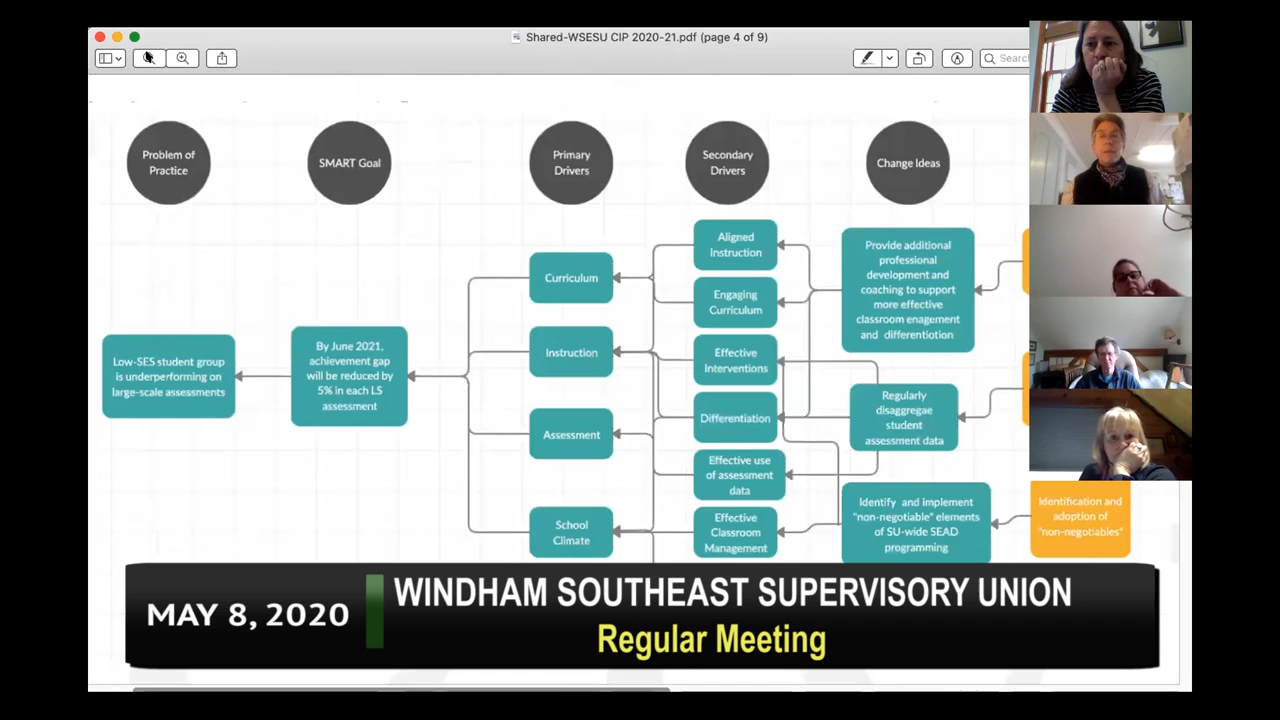 Shared-WSESU CIP 2020-21.pdf (page 4 of 9)
Search
Problem of
Practice
SMART Goal
Primary
Drivers
Secondary
Drivers
Change Ideas
Low-SES student group
is underperforming on
large-scale assessments
By June 2021,
achievement gap
will be reduced by
5% in each LS
assessment
Curriculum
Instruction
Assessment
School
Climate
Aligned
Instruction
Engaging
Curriculum
Effective
Interventions
Differentiation
Effective use
of assessment
data
Effective
Classroom
Management
Provide additional
professional
development and
coaching to support
more effective
classroom enagement
and differentiotion
Regularly
disaggregae
student
assessment data
Identify and implement
"non-negotiable" elements
of SU-wide SEAD
programming
Identification and
adoption of
"non-negotiables"
MAY 8, 2020
WINDHAM SOUTHEAST SUPERVISORY UNION
Regular Meeting